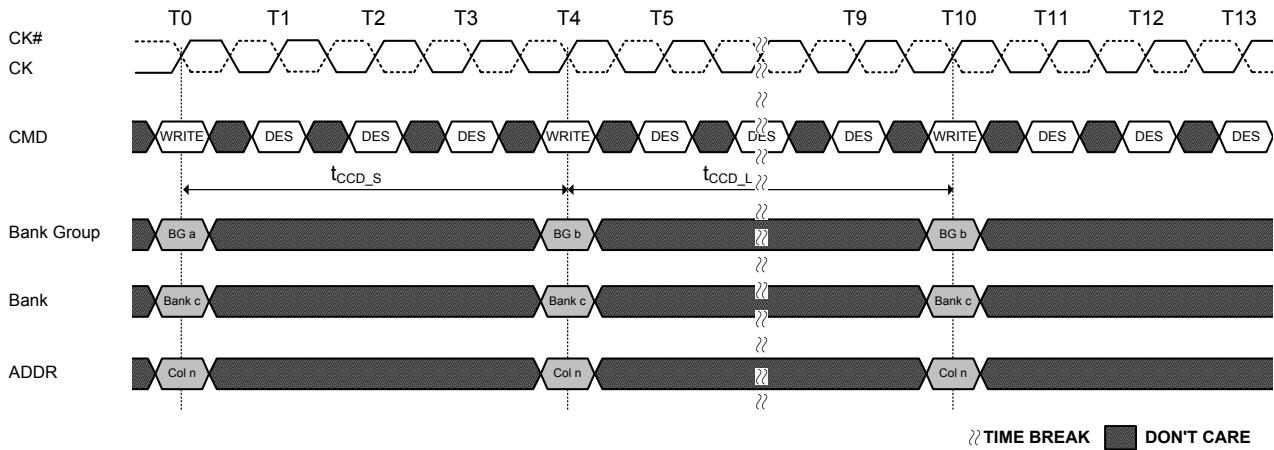 T0 T1 T2 T3 T4 T5 T9 T10 T11 T12 T13
CK#
CK
CMD WRITE DES DES DES WRITE DES DES DES WRITE DES DES DES
tCCD_S tCCD_L
Bank Group BG a BG b BG b
Bank Bank c Bank c Bank c
ADDR Col n Col n Col n
TIME BREAK DON'T CARE